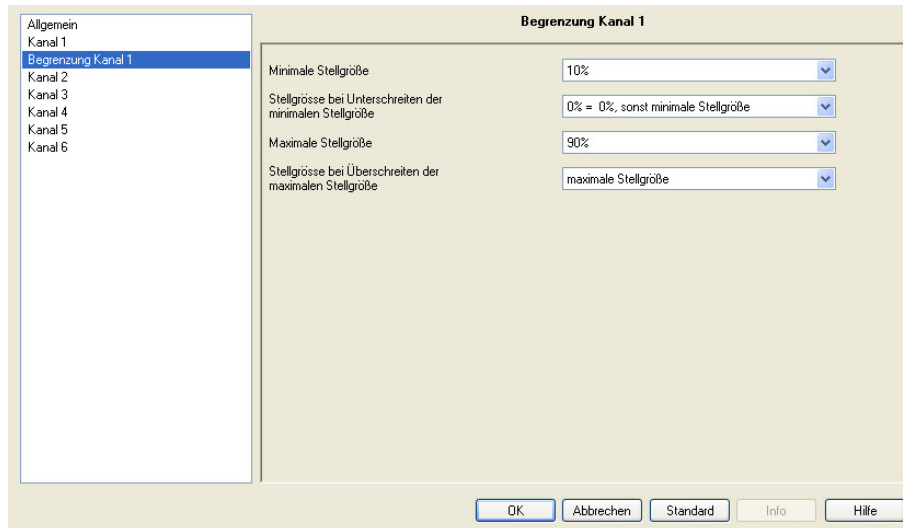 Allgemein
Kanal 1
Begrenzung Kanal 1
Kanal 2
Kanal 3
Kanal 4
Kanal 5
Kanal 6
Begrenzung Kanal 1
Minimale Stellgröße
10%
Stellgrösse bei Unterschreiten der
minimalen Stellgröße
0% = 0%, sonst minimale Stellgröße
Maximale Stellgröße
90%
Stellgrösse bei Überschreiten der
maximalen Stellgröße
maximale Stellgröße
OK
Abbrechen
Standard
Info
Hilfe